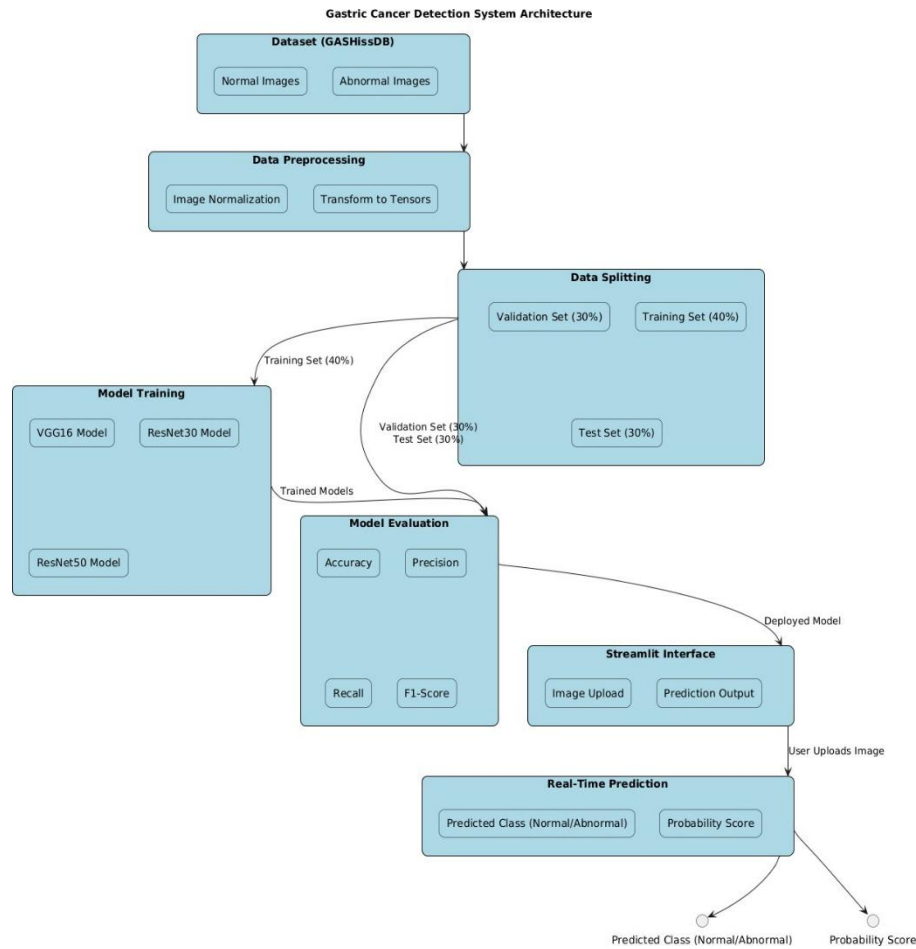 Gastric Cancer Detection System Architecture
Dataset (GASHissDB)
Normal Images
Abnormal Images
Data Preprocessing
Image Normalization
Transform to Tensors
Data Splitting
Validation Set (30%)
Training Set (40%)
Test Set (30%)
Training Set (40%)
Model Training
VGG16 Model
ResNet30 Model
ResNet50 Model
Validation Set (30%)
Test Set (30%)
Trained Models
Model Evaluation
Accuracy
Precision
Recall
F1-Score
Deployed Model
Streamlit Interface
Image Upload
Prediction Output
User Uploads Image
Real-Time Prediction
Predicted Class (Normal/Abnormal)
Probability Score
Predicted Class (Normal/Abnormal)
Probability Score